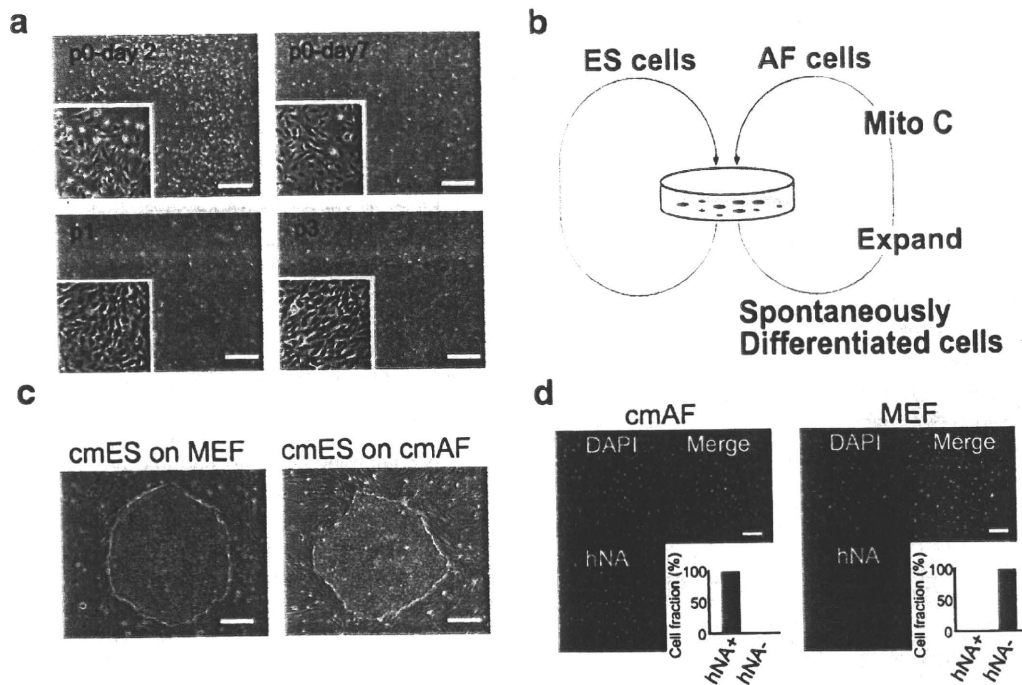 a
p0-day 2
p0-day7
p1
p3
b
ES cells
AF cells
Mito C
Expand
Spontaneously
Differentiated cells
c
cmES on MEF
cmES on cmAF
d
cmAF
DAPI
Merge
hNA
Cell fraction (%)
100
50
0
hNA+
hNA-
MEF
DAPI
Merge
hNA
Cell fraction (%)
100
50
0
hNA+
hNA-